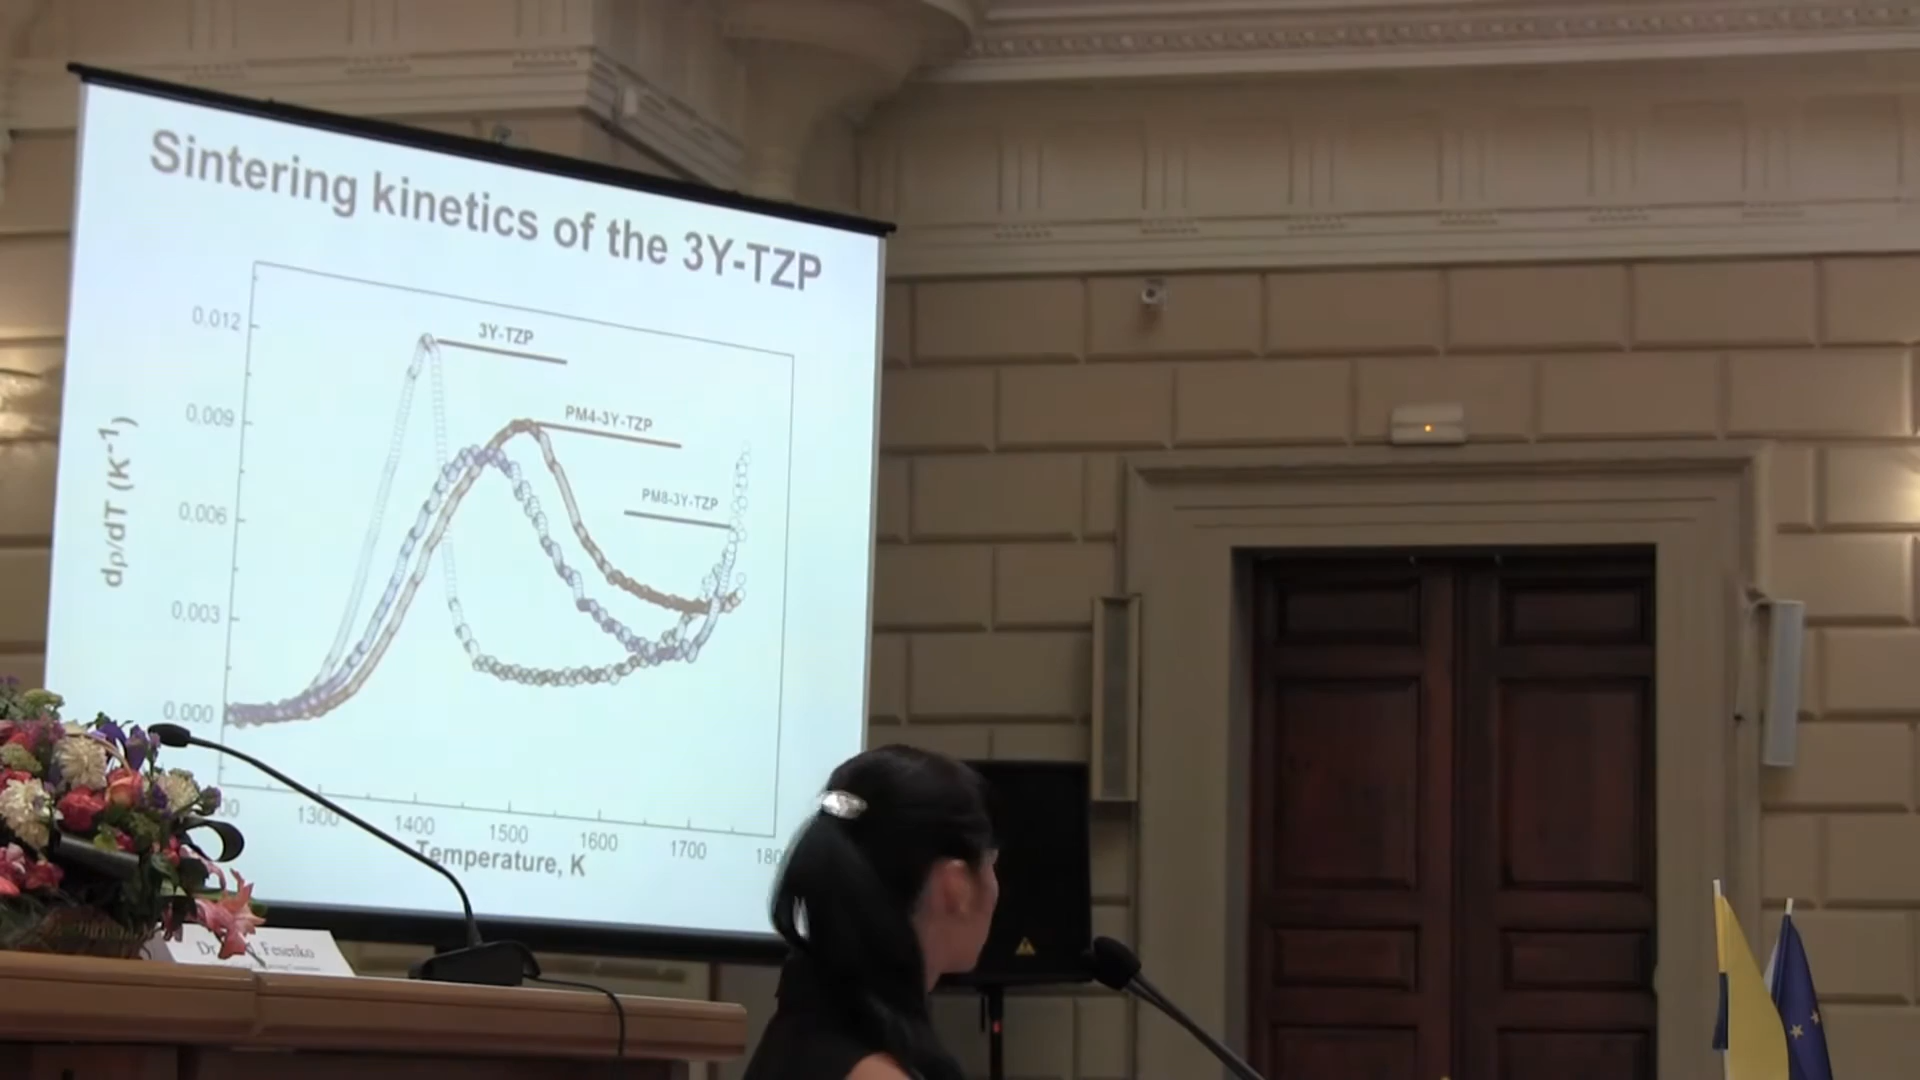 Sintering kinetics of the 3Y-TZP
0.012
3Y-TZP
0.009
PM4-3Y-TZP
PM8-3Y-TZP
0.006
dρ/dT (K⁻¹)
0.003
0.000
1300
1400
1500
1600
1700
Temperature, K
Fesenko